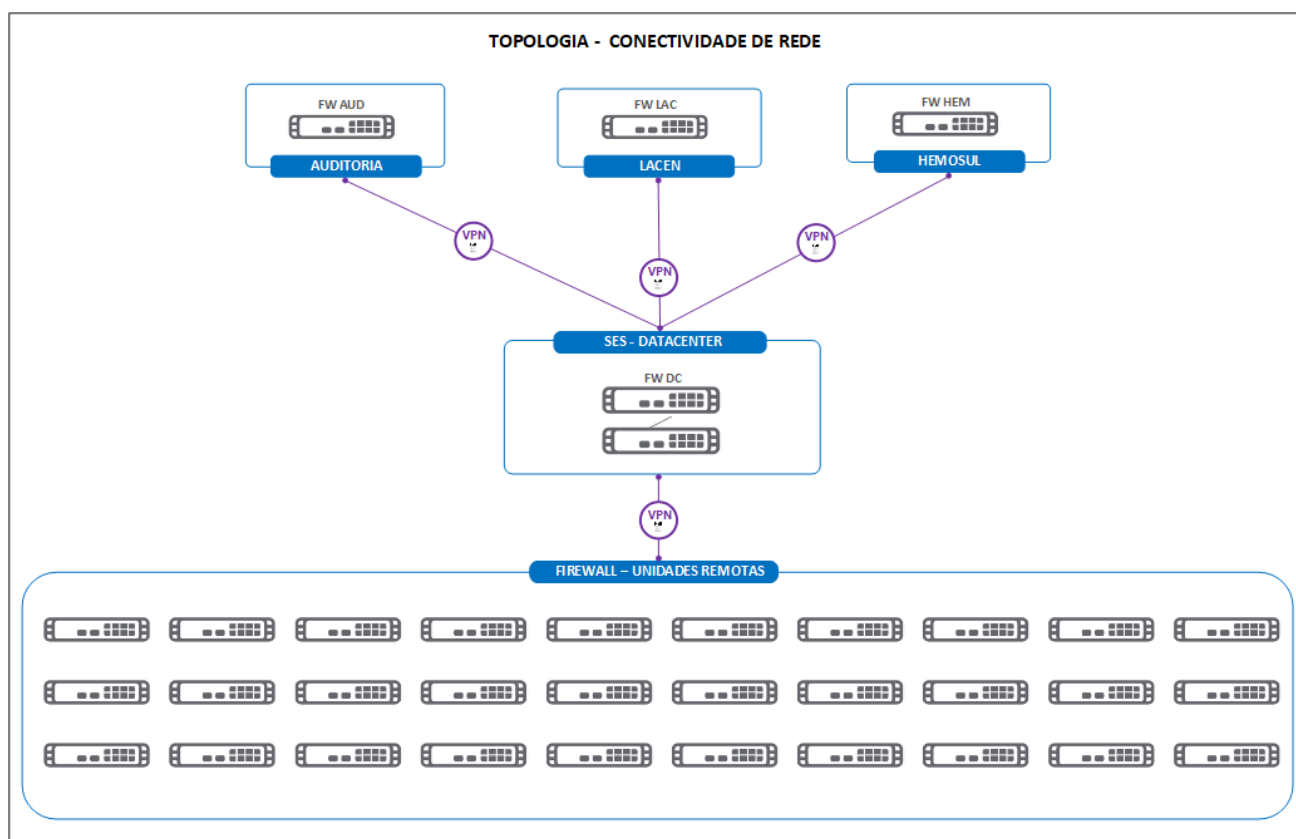 TOPOLOGIA - CONECTIVIDADE DE REDE
FW AUD
FW LAC
FW HEM
AUDITORIA
LACEN
HEMOSUL
VPN
VPN
VPN
SES - DATACENTER
FW DC
VPN
FIREWALL – UNIDADES REMOTAS